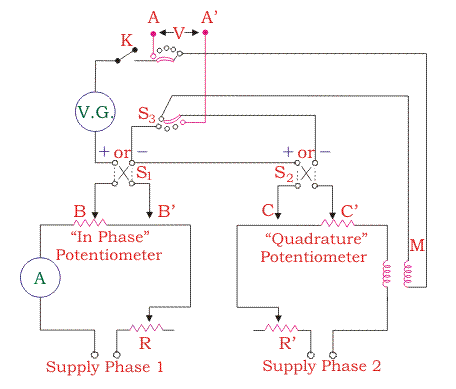 A V A'
K
V.G.
S3
+ or −
+ or −
S1
S2
B B'
C C'
"In Phase"
Potentiometer
"Quadrature"
Potentiometer
M
A
R
R'
Supply Phase 1
Supply Phase 2